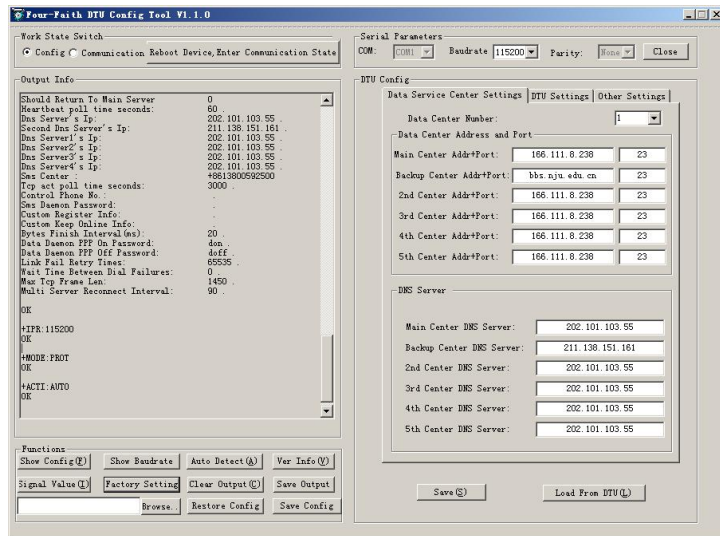 Four-Faith DTU Config Tool V1.1.0
Work State Switch
Config Communication Reboot Device,Enter Communication State
Serial Parameters
COM: COM1 Baudrate 115200 Parity: None Close
Output Info
Should Return To Main Server 0
Heartbeat poll time seconds: 60 .
Dns Server's Ip: 202.101.103.55 .
Second Dns Server's Ip: 211.138.151.161 .
Dns Server1's Ip: 202.101.103.55 .
Dns Server2's Ip: 202.101.103.55 .
Dns Server3's Ip: 202.101.103.55 .
Dns Server4's Ip: 202.101.103.55 .
Sms Center : +8613800592500
Tcp act poll time seconds: 3000 .
Control Phone No.: .
Sms Daemon Password: .
Custom Register Info: .
Custom Keep Online Info: .
Bytes Finish Interval(ms): 20 .
Data Daemon PPP On Password: don .
Data Daemon PPP Off Password: doff .
Link Fail Retry Times: 65535 .
Wait Time Between Dial Failures: 0 .
Max Tcp Frame Len: 1450 .
Multi Server Reconnect Interval: 90 .
OK
+IPR:115200
OK
+MODE:PROT
OK
+ACTI:AUTO
OK
Functions
Show Config(P) Show Baudrate Auto Detect(A) Ver Info(V)
Signal Value(I) Factory Setting Clear Output(C) Save Output
Browse.. Restore Config Save Config
DTU Config
Data Service Center Settings DTU Settings Other Settings
Data Center Number: 1
Data Center Address and Port
Main Center Addr+Port: 166.111.8.238 23
Backup Center Addr+Port: bbs.nju.edu.cn 23
2nd Center Addr+Port: 166.111.8.238 23
3rd Center Addr+Port: 166.111.8.238 23
4th Center Addr+Port: 166.111.8.238 23
5th Center Addr+Port: 166.111.8.238 23
DNS Server
Main Center DNS Server: 202.101.103.55
Backup Center DNS Server: 211.138.151.161
2nd Center DNS Server: 202.101.103.55
3rd Center DNS Server: 202.101.103.55
4th Center DNS Server: 202.101.103.55
5th Center DNS Server: 202.101.103.55
Save(S) Load From DTU(L)